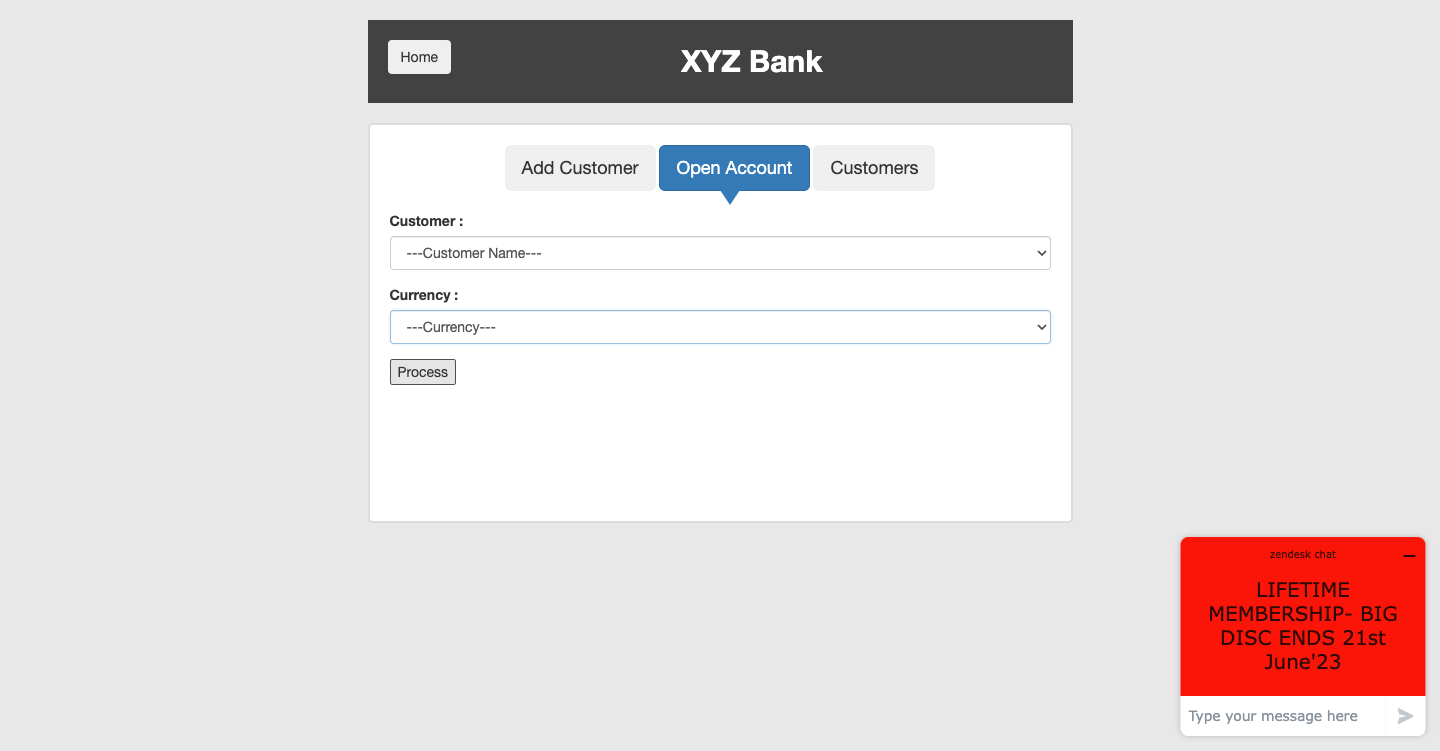 Home
XYZ Bank
Add Customer
Open Account
Customers
Customer :
---Customer Name---
Currency :
---Currency---
Process
zendesk chat
LIFETIME
MEMBERSHIP- BIG
DISC ENDS 21st
June'23
Type your message here